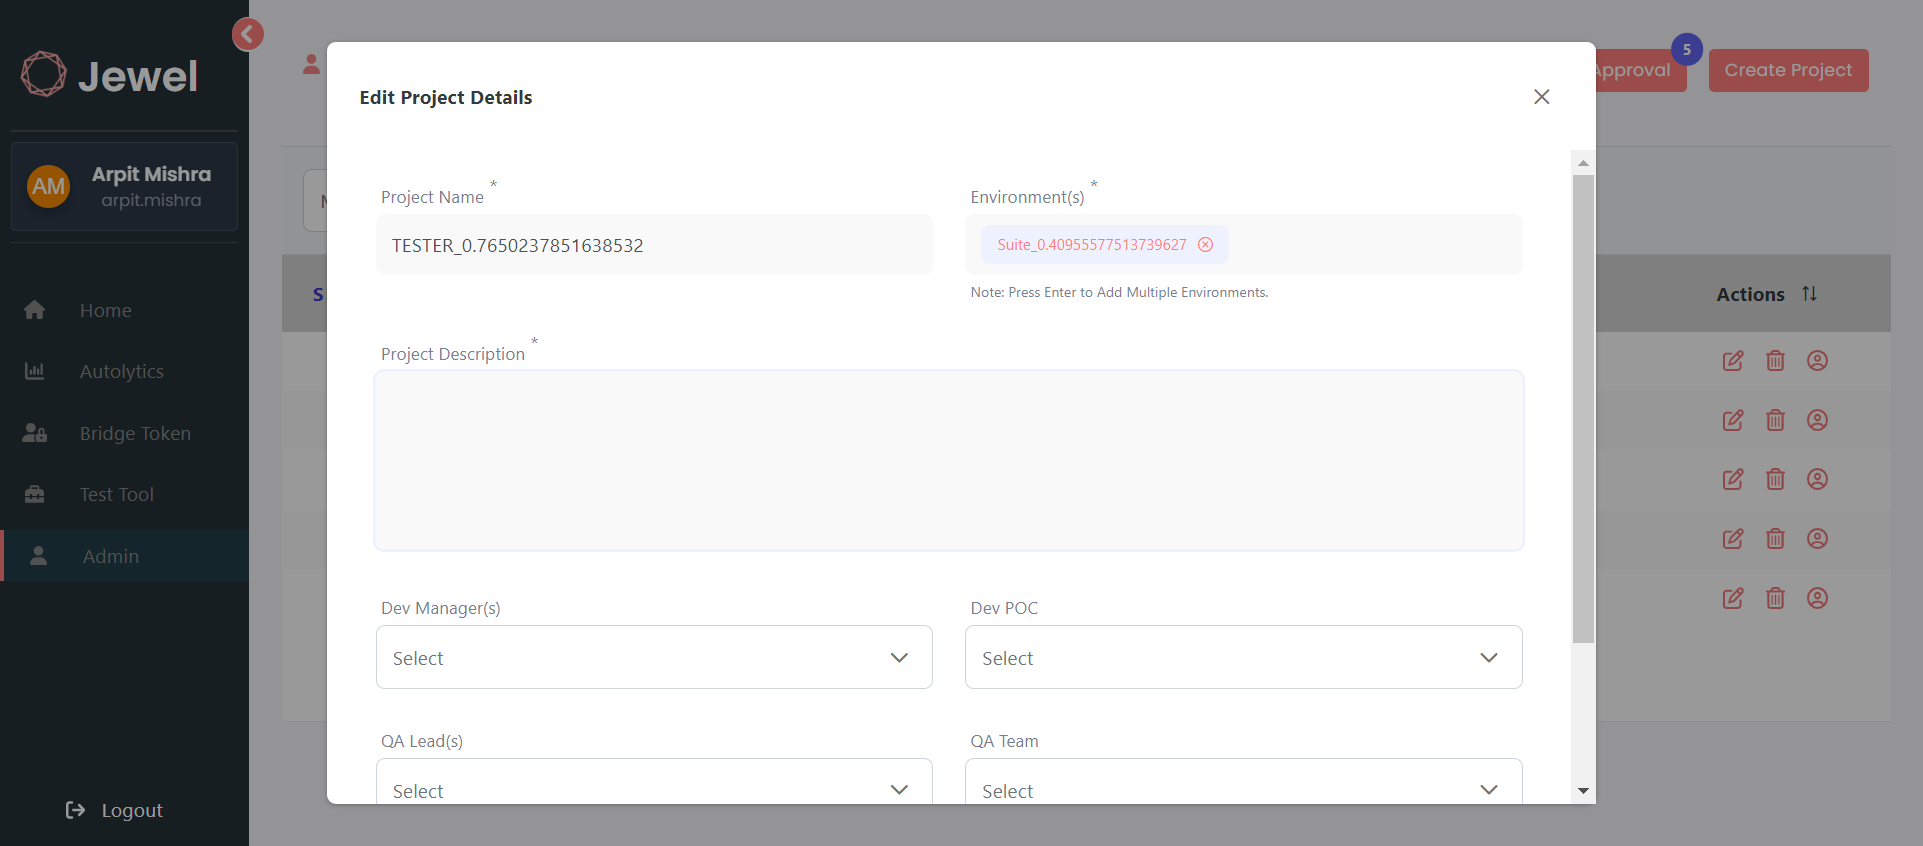 Jewel
AM
Arpit Mishra
arpit.mishra
Home
Autolytics
Bridge Token
Test Tool
Admin
Logout
Approval
5
Create Project
Actions
Edit Project Details
Project Name *
TESTER_0.7650237851638532
Environment(s) *
Suite_0.40955577513739627
Note: Press Enter to Add Multiple Environments.
Project Description *
Dev Manager(s)
Select
Dev POC
Select
QA Lead(s)
Select
QA Team
Select